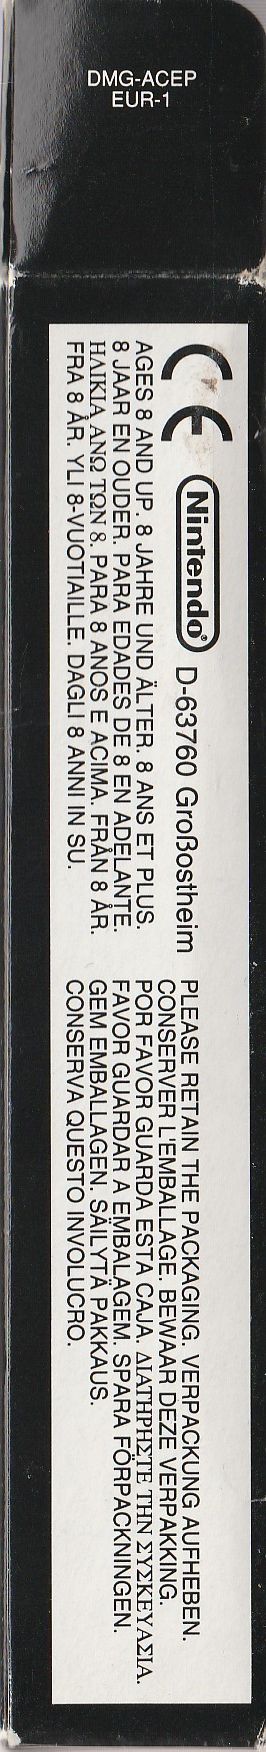 DMG-ACEP
EUR-1
CE Nintendo® D-63760 Großostheim
AGES 8 AND UP. 8 JAHRE UND ÄLTER. 8 ANS ET PLUS.
8 JAAR EN OUDER. PARA EDADES DE 8 EN ADELANTE.
ΗΛΙΚΙΑ ΑΝΩ ΤΩΝ 8. PARA 8 ANOS E ACIMA. FRÅN 8 ÅR.
FRA 8 ÅR. YLI 8-VUOTIAILLE. DAGLI 8 ANNI IN SU.
PLEASE RETAIN THE PACKAGING. VERPACKUNG AUFHEBEN.
CONSERVER L'EMBALLAGE. BEWAAR DEZE VERPAKKING.
POR FAVOR GUARDA ESTA CAJA. ΔΙΑΤΗΡΗΣΤΕ ΤΗΝ ΣΥΣΚΕΥΑΣΙΑ.
FAVOR GUARDAR A EMBALAGEM. SPARA FÖRPACKNINGEN.
GEM EMBALLAGEN. SÄILYTÄ PAKKAUS.
CONSERVA QUESTO INVOLUCRO.